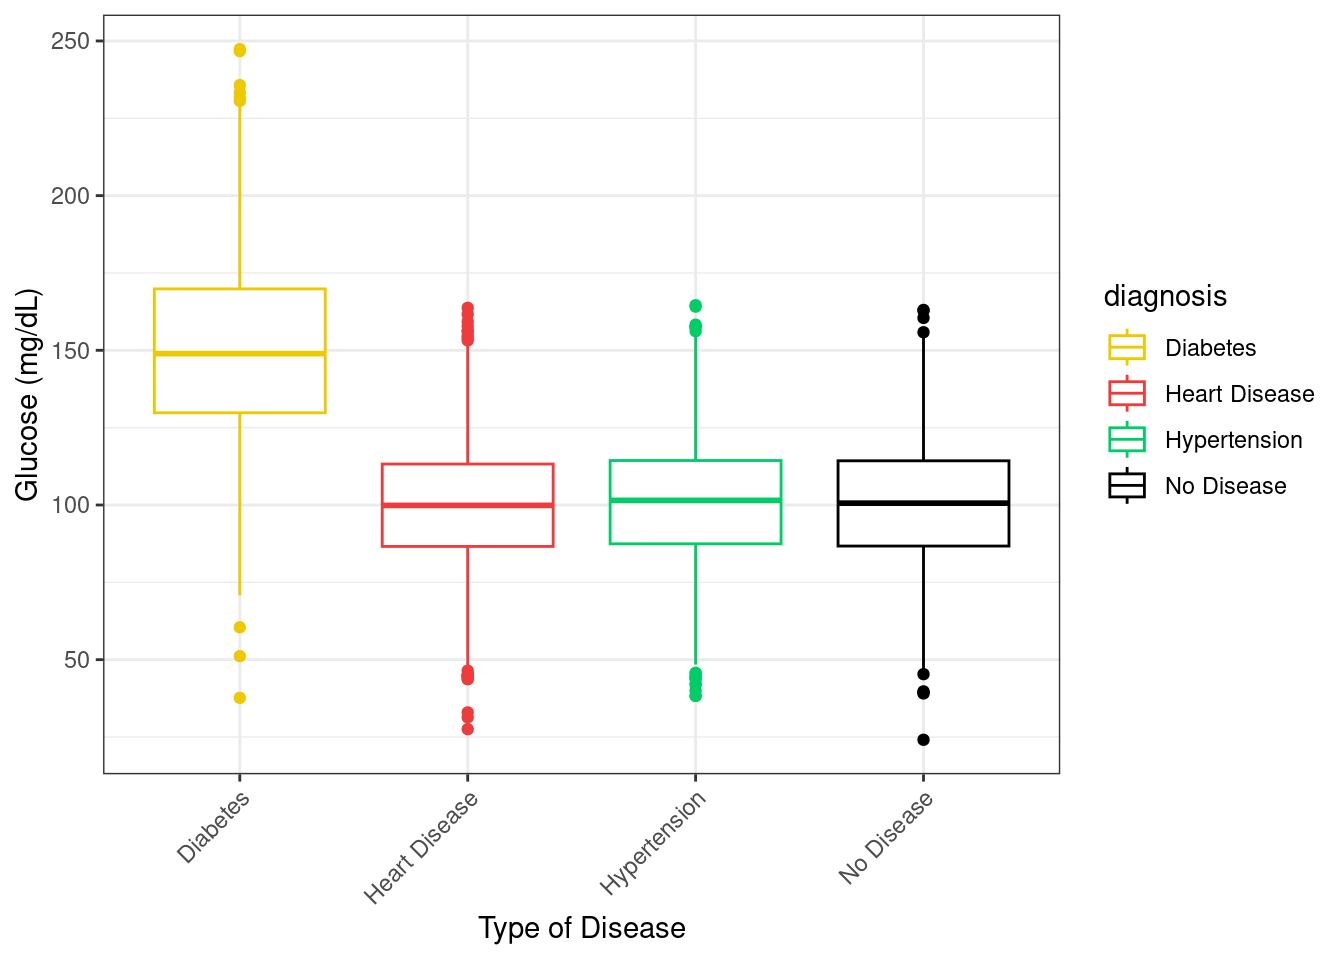 250
200
150
100
50
Glucose (mg/dL)
Diabetes
Heart Disease
Hypertension
No Disease
Type of Disease
diagnosis
Diabetes
Heart Disease
Hypertension
No Disease